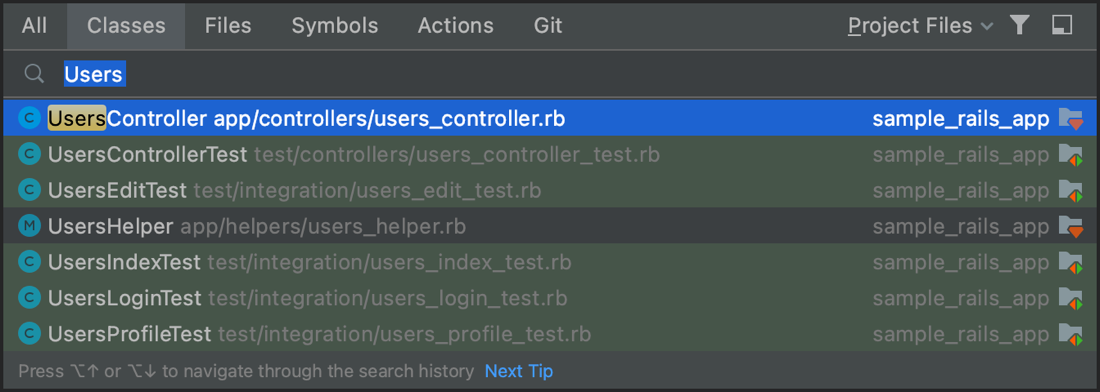 All Classes Files Symbols Actions Git Project Files
Users
C UsersController app/controllers/users_controller.rb sample_rails_app
C UsersControllerTest test/controllers/users_controller_test.rb sample_rails_app
C UsersEditTest test/integration/users_edit_test.rb sample_rails_app
M UsersHelper app/helpers/users_helper.rb sample_rails_app
C UsersIndexTest test/integration/users_index_test.rb sample_rails_app
C UsersLoginTest test/integration/users_login_test.rb sample_rails_app
C UsersProfileTest test/integration/users_profile_test.rb sample_rails_app
Press ⌥↑ or ⌥↓ to navigate through the search history Next Tip